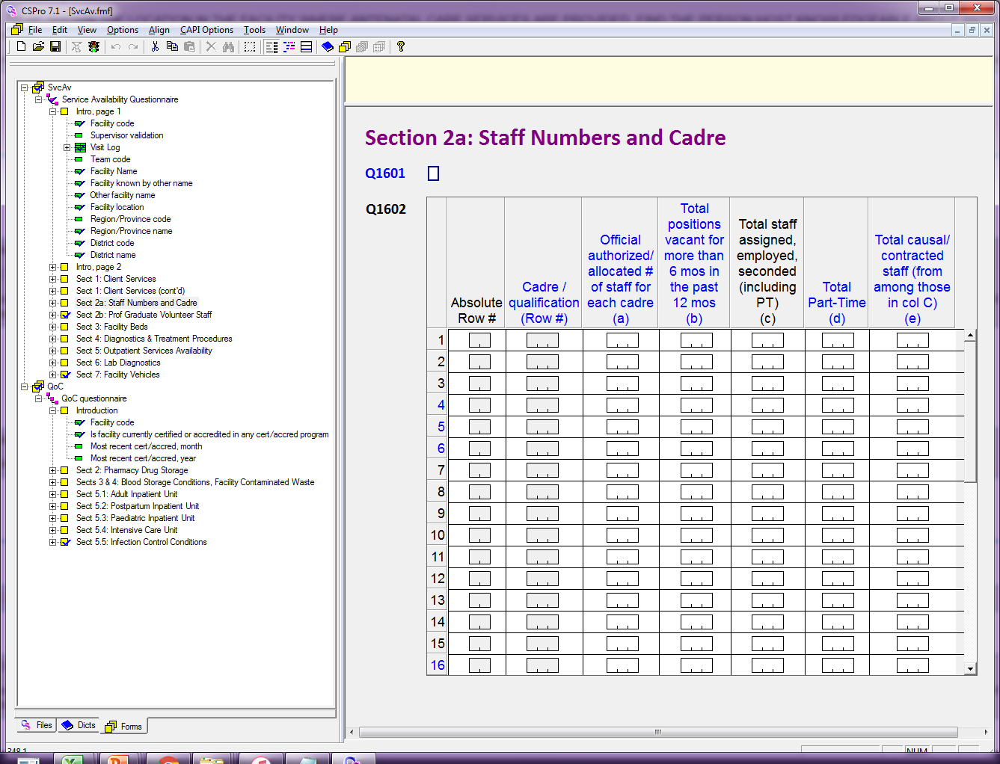 CSPro 7.1 - [SvcAv.fmf]
File Edit View Options Align CAPI Options Tools Window Help
SvcAv
Service Availability Questionnaire
Intro, page 1
Facility code
Supervisor validation
Visit Log
Team code
Facility Name
Facility known by other name
Other facility name
Facility location
Region/Province code
Region/Province name
District code
District name
Intro, page 2
Sect 1: Client Services
Sect 1: Client Services (cont'd)
Sect 2a: Staff Numbers and Cadre
Sect 2b: Prof Graduate Volunteer Staff
Sect 3: Facility Beds
Sect 4: Diagnostics & Treatment Procedures
Sect 5: Outpatient Services Availability
Sect 6: Lab Diagnostics
Sect 7: Facility Vehicles
QoC
QoC questionnaire
Introduction
Facility code
Is facility currently certified or accredited in any cert/accred program
Most recent cert/accred, month
Most recent cert/accred, year
Sect 2: Pharmacy Drug Storage
Sects 3 & 4: Blood Storage Conditions, Facility Contaminated Waste
Sect 5.1: Adult Inpatient Unit
Sect 5.2: Postpartum Inpatient Unit
Sect 5.3: Paediatric Inpatient Unit
Sect 5.4: Intensive Care Unit
Sect 5.5: Infection Control Conditions
Files Dicts Forms
Section 2a: Staff Numbers and Cadre
Q1601
Q1602
Absolute
Row #
Cadre /
qualification
(Row #)
Official
authorized/
allocated #
of staff for
each cadre
(a)
Total
positions
vacant for
more than
6 mos in
the past
12 mos
(b)
Total staff
assigned,
employed,
seconded
(including
PT)
(c)
Total
Part-Time
(d)
Total causal/
contracted
staff (from
among those
in col C)
(e)
1
2
3
4
5
6
7
8
9
10
11
12
13
14
15
16
NUM